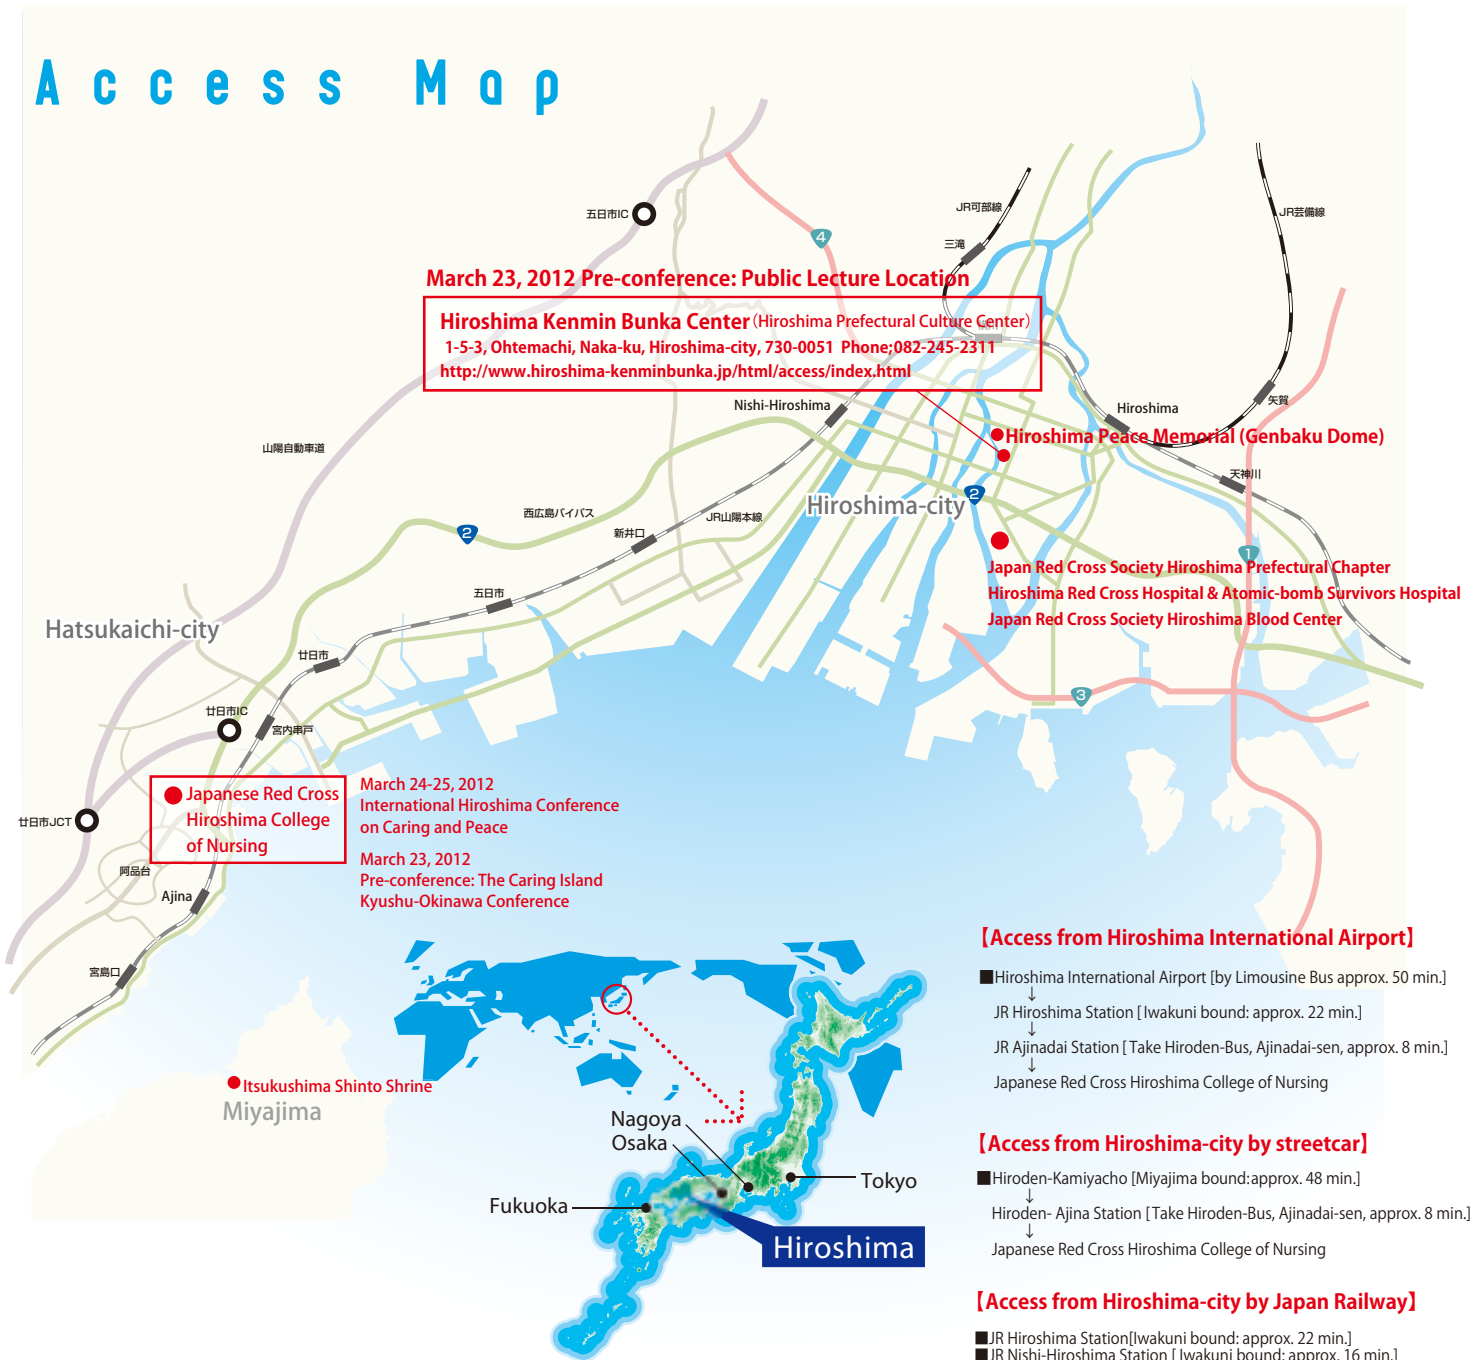 Access Map
五日市IC
4
JR可部線
三滝
JR芸備線
March 23, 2012 Pre-conference: Public Lecture Location
Hiroshima Kenmin Bunka Center (Hiroshima Prefectural Culture Center)
1-5-3, Ohtemachi, Naka-ku, Hiroshima-city, 730-0051 Phone;082-245-2311
http://www.hiroshima-kenminbunka.jp/html/access/index.html
Nishi-Hiroshima
Hiroshima
矢賀
山陽自動車道
Hiroshima Peace Memorial (Genbaku Dome)
天神川
2
Hiroshima-city
西広島バイパス
JR山陽本線
2
新井口
1
Japan Red Cross Society Hiroshima Prefectural Chapter
Hiroshima Red Cross Hospital & Atomic-bomb Survivors Hospital
Japan Red Cross Society Hiroshima Blood Center
五日市
Hatsukaichi-city
廿日市
3
廿日市IC
宮内串戸
Japanese Red Cross
Hiroshima College
of Nursing
March 24-25, 2012
International Hiroshima Conference
on Caring and Peace
March 23, 2012
Pre-conference: The Caring Island
Kyushu-Okinawa Conference
廿日市JCT
阿品台
Ajina
宮島口
Itsukushima Shinto Shrine
Miyajima
Nagoya
Osaka
Tokyo
Fukuoka
Hiroshima
【Access from Hiroshima International Airport】
■Hiroshima International Airport [by Limousine Bus approx. 50 min.]
↓
JR Hiroshima Station [ Iwakuni bound: approx. 22 min.]
↓
JR Ajinadai Station [ Take Hiroden-Bus, Ajinadai-sen, approx. 8 min.]
↓
Japanese Red Cross Hiroshima College of Nursing
【Access from Hiroshima-city by streetcar】
■Hiroden-Kamiyacho [Miyajima bound:approx. 48 min.]
↓
Hiroden- Ajina Station [ Take Hiroden-Bus, Ajinadai-sen, approx. 8 min.]
↓
Japanese Red Cross Hiroshima College of Nursing
【Access from Hiroshima-city by Japan Railway】
■JR Hiroshima Station[Iwakuni bound: approx. 22 min.]
■JR Nishi-Hiroshima Station [ Iwakuni bound: approx. 16 min.]